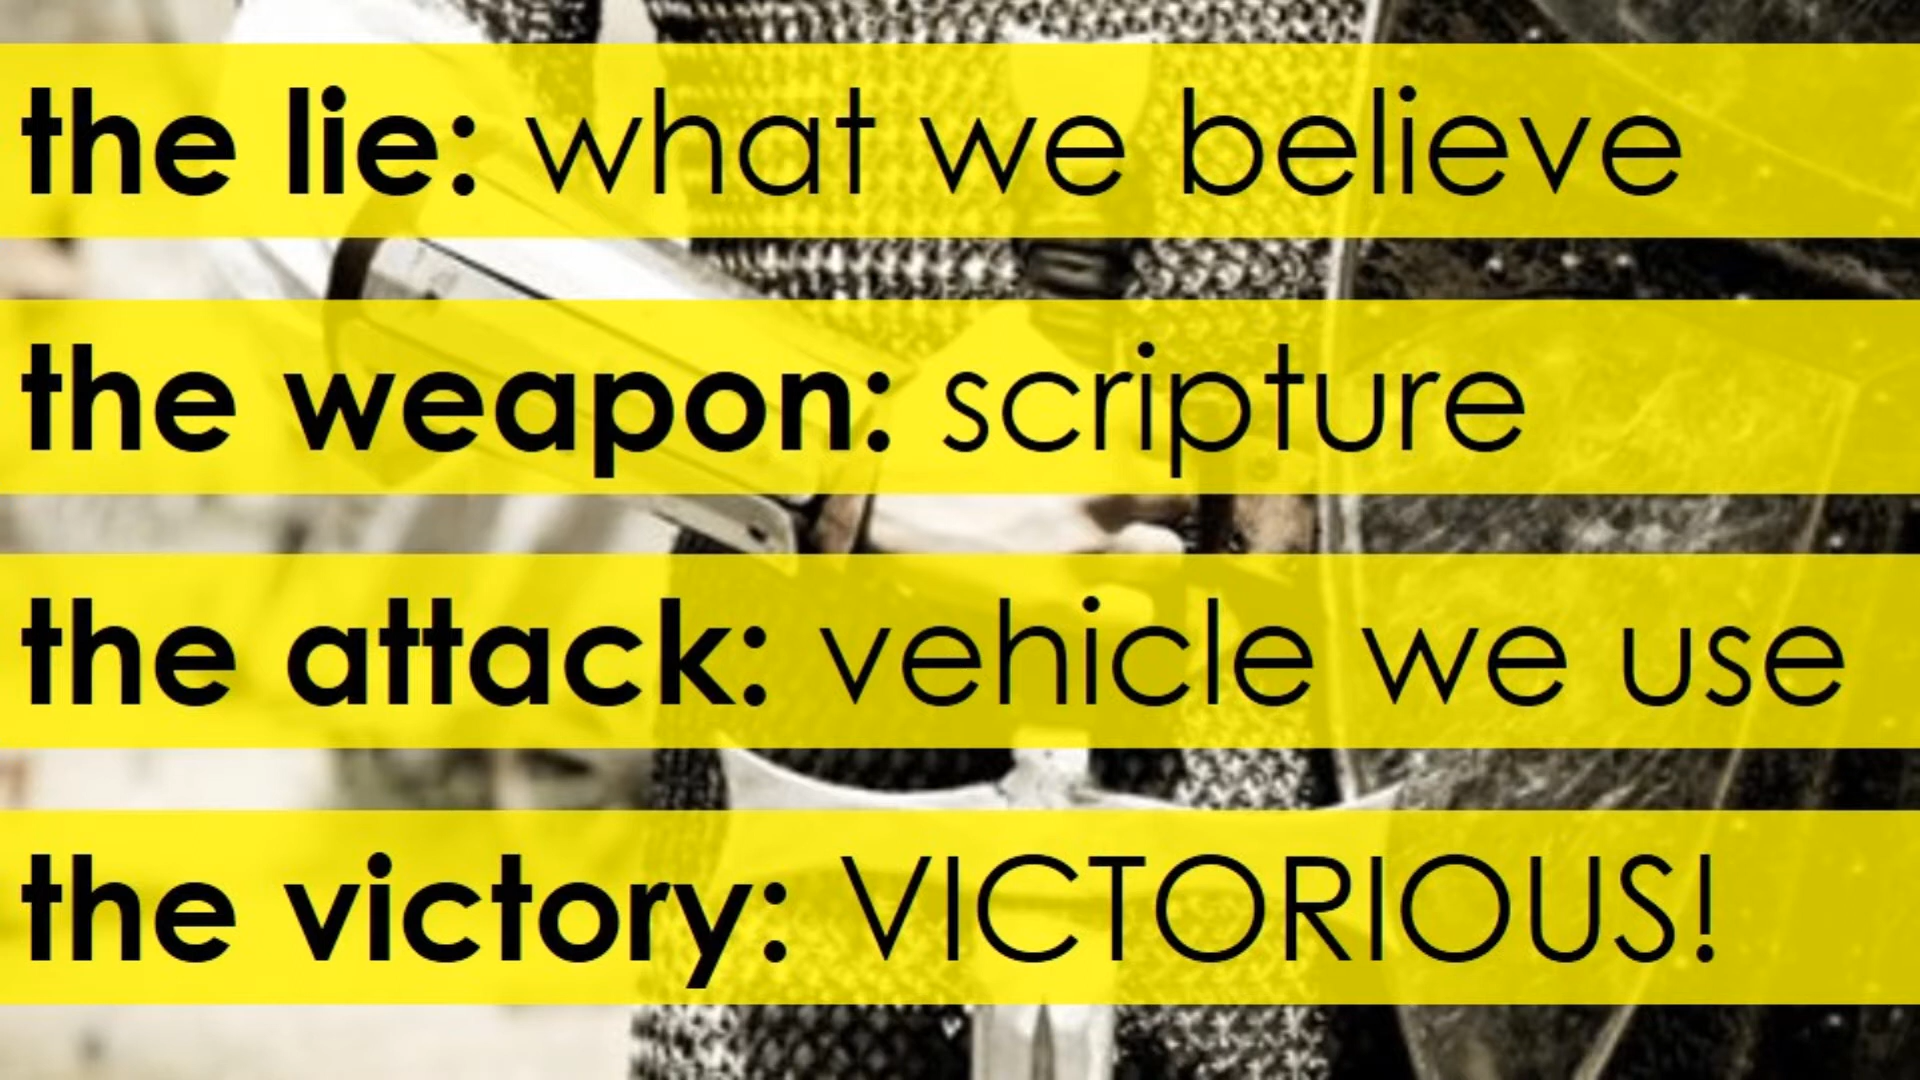 the lie: what we believe
the weapon: scripture
the attack: vehicle we use
the victory: VICTORIOUS!